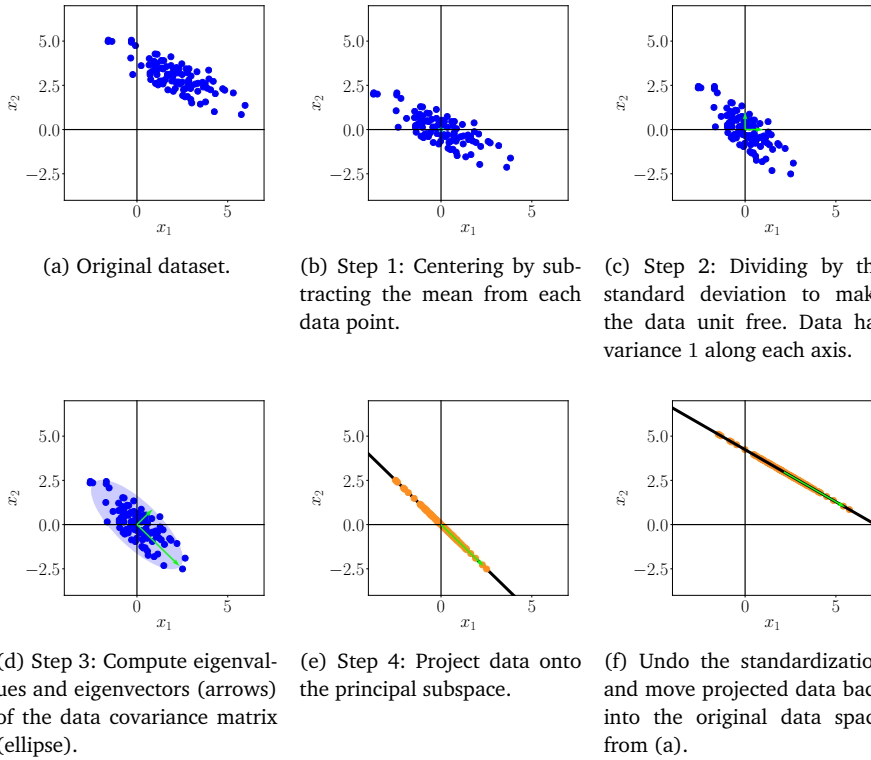 5.0
2.5
0.0
−2.5
x2
0
5
x1
(a) Original dataset.
5.0
2.5
0.0
−2.5
x2
0
5
x1
(b) Step 1: Centering by sub-
tracting the mean from each
data point.
5.0
2.5
0.0
−2.5
x2
0
5
x1
(c) Step 2: Dividing by th
standard deviation to mak
the data unit free. Data ha
variance 1 along each axis.
5.0
2.5
0.0
−2.5
x2
0
5
x1
(d) Step 3: Compute eigenval-
ues and eigenvectors (arrows)
of the data covariance matrix
(ellipse).
5.0
2.5
0.0
−2.5
x2
0
5
x1
(e) Step 4: Project data onto
the principal subspace.
5.0
2.5
0.0
−2.5
x2
0
5
x1
(f) Undo the standardizatio
and move projected data bac
into the original data spac
from (a).